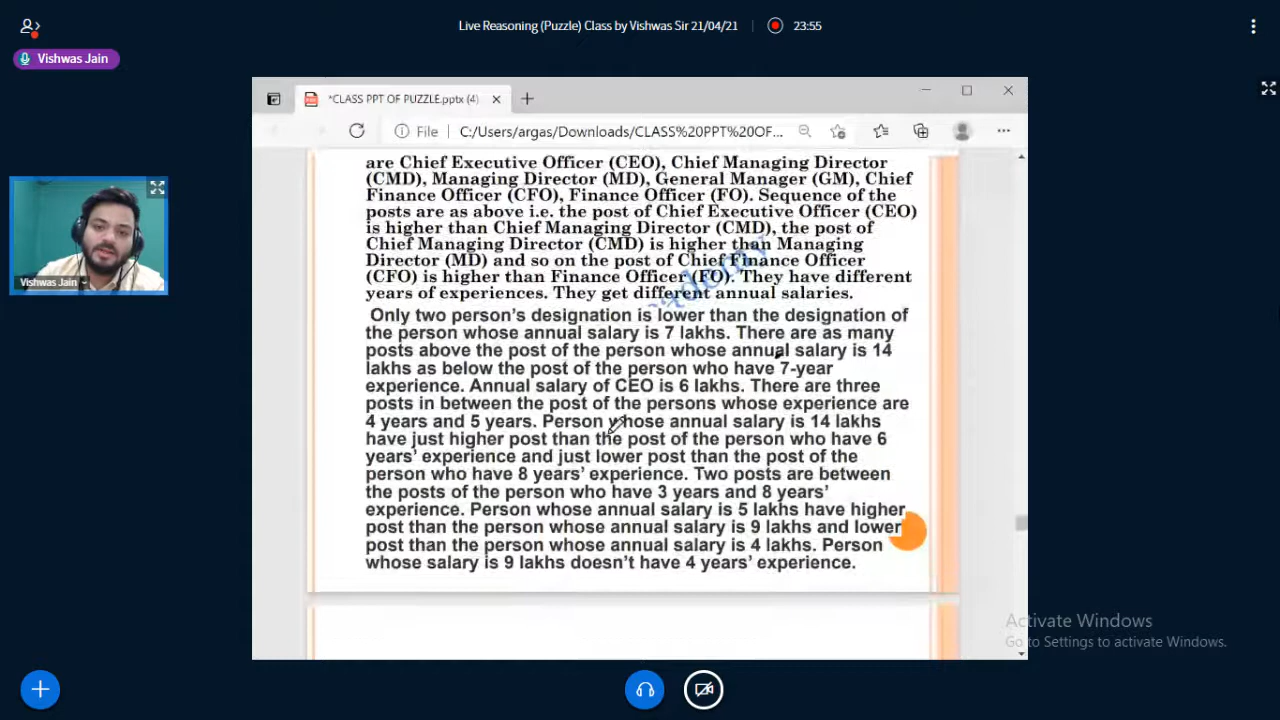 Live Reasoning (Puzzle) Class by Vishwas Sir 21/04/21
23:55
Vishwas Jain
*CLASS PPT OF PUZZLE.pptx (4)
File
C:/Users/argas/Downloads/CLASS%20PPT%20OF...
are Chief Executive Officer (CEO), Chief Managing Director
(CMD), Managing Director (MD), General Manager (GM), Chief
Finance Officer (CFO), Finance Officer (FO). Sequence of the
posts are as above i.e. the post of Chief Executive Officer (CEO)
is higher than Chief Managing Director (CMD), the post of
Chief Managing Director (CMD) is higher than Managing
Director (MD) and so on the post of Chief Finance Officer
(CFO) is higher than Finance Officer (FO). They have different
years of experiences. They get different annual salaries.
Only two person's designation is lower than the designation of
the person whose annual salary is 7 lakhs. There are as many
posts above the post of the person whose annual salary is 14
lakhs as below the post of the person who have 7-year
experience. Annual salary of CEO is 6 lakhs. There are three
posts in between the post of the persons whose experience are
4 years and 5 years. Person whose annual salary is 14 lakhs
have just higher post than the post of the person who have 6
years' experience and just lower post than the post of the
person who have 8 years' experience. Two posts are between
the posts of the person who have 3 years and 8 years'
experience. Person whose annual salary is 5 lakhs have higher
post than the person whose annual salary is 9 lakhs and lower
post than the person whose annual salary is 4 lakhs. Person
whose salary is 9 lakhs doesn't have 4 years' experience.
Vishwas Jain
Activate Windows
Go to Settings to activate Windows.